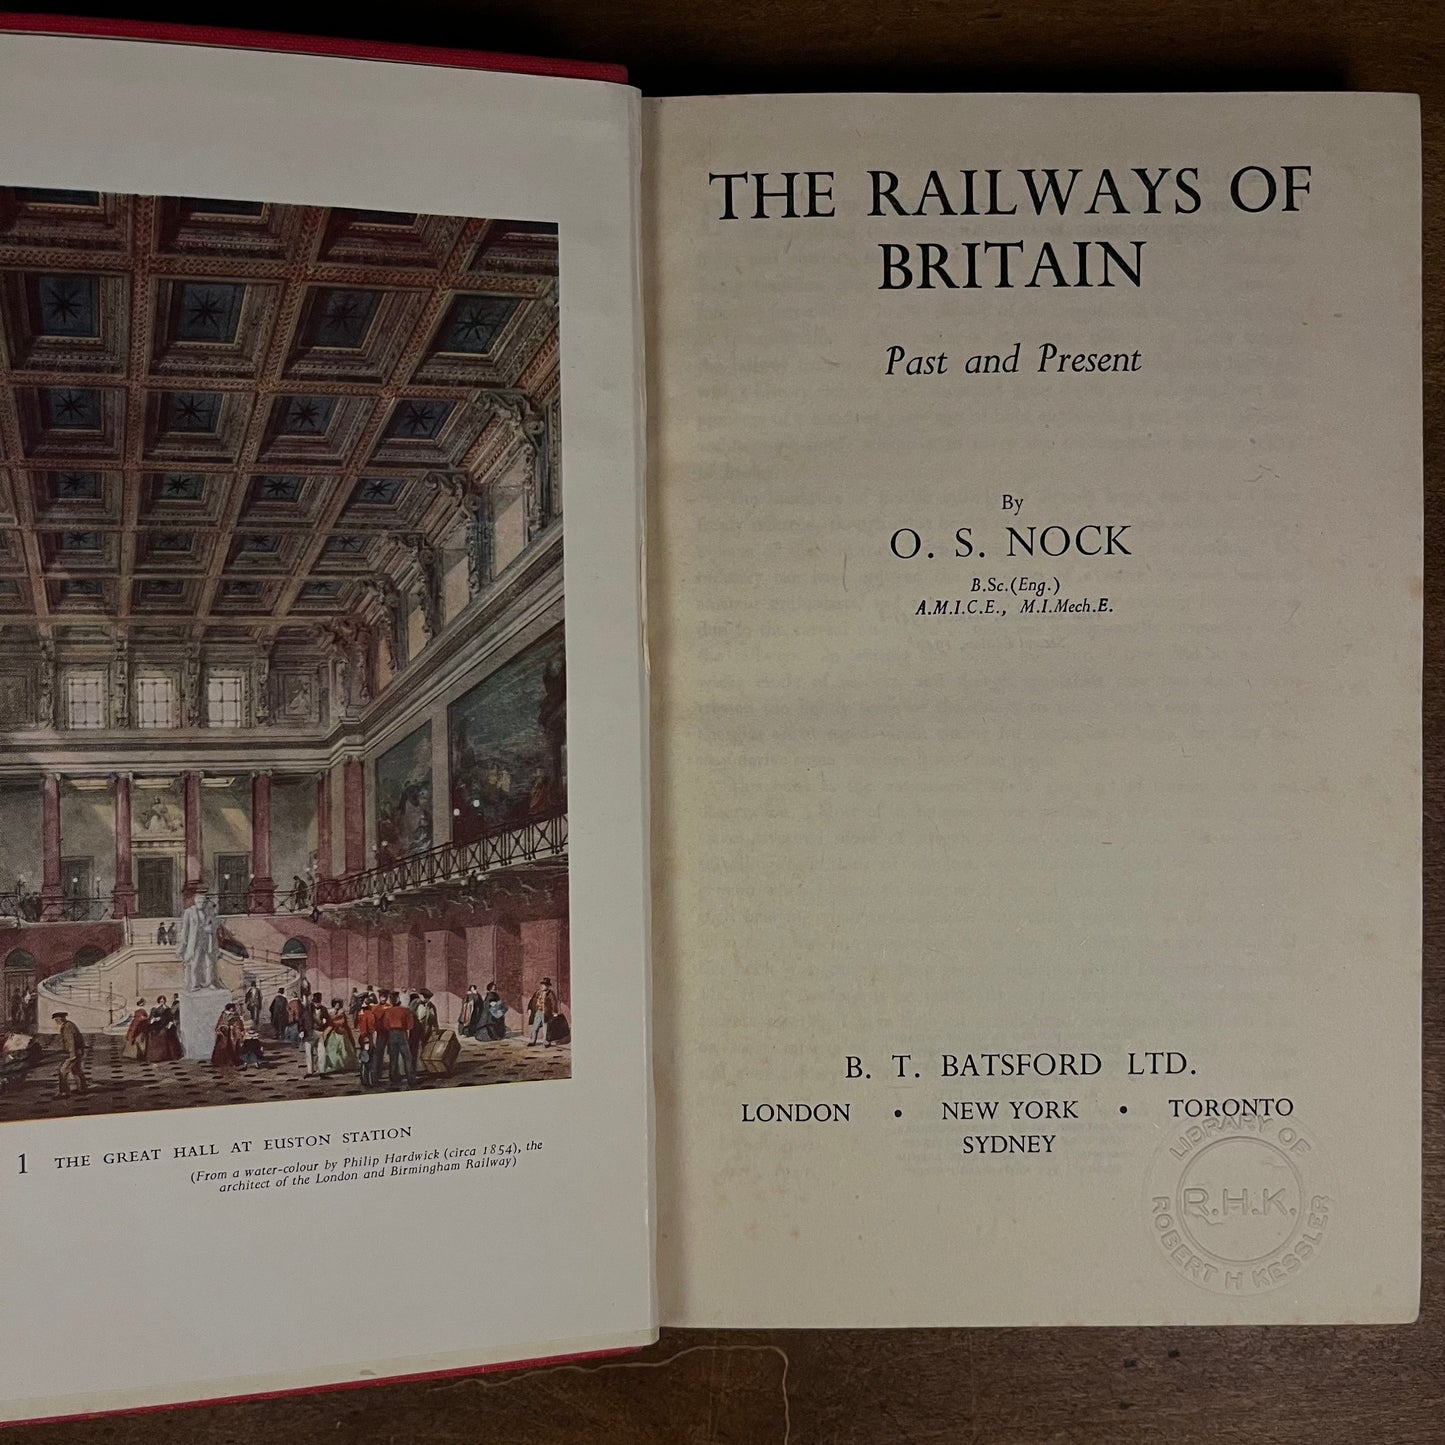 1 THE GREAT HALL AT EUSTON STATION
(From a water-colour by Philip Hardwick (circa 1854), the
architect of the London and Birmingham Railway)
THE RAILWAYS OF
BRITAIN
Past and Present
By
O. S. NOCK
B.Sc.(Eng.)
A.M.I.C.E., M.I.Mech.E.
B. T. BATSFORD LTD.
LONDON • NEW YORK • TORONTO
SYDNEY
LIBRARY OF
R.H.K.
ROBERT H KESSLER